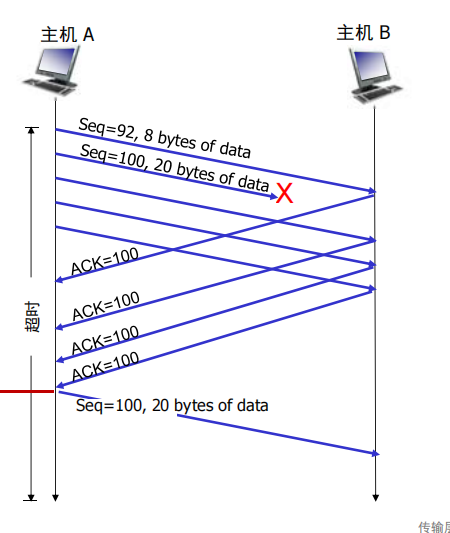 主机 A
主机 B
Seq=92, 8 bytes of data
Seq=100, 20 bytes of data
X
ACK=100
ACK=100
ACK=100
ACK=100
超时
Seq=100, 20 bytes of data
传输层